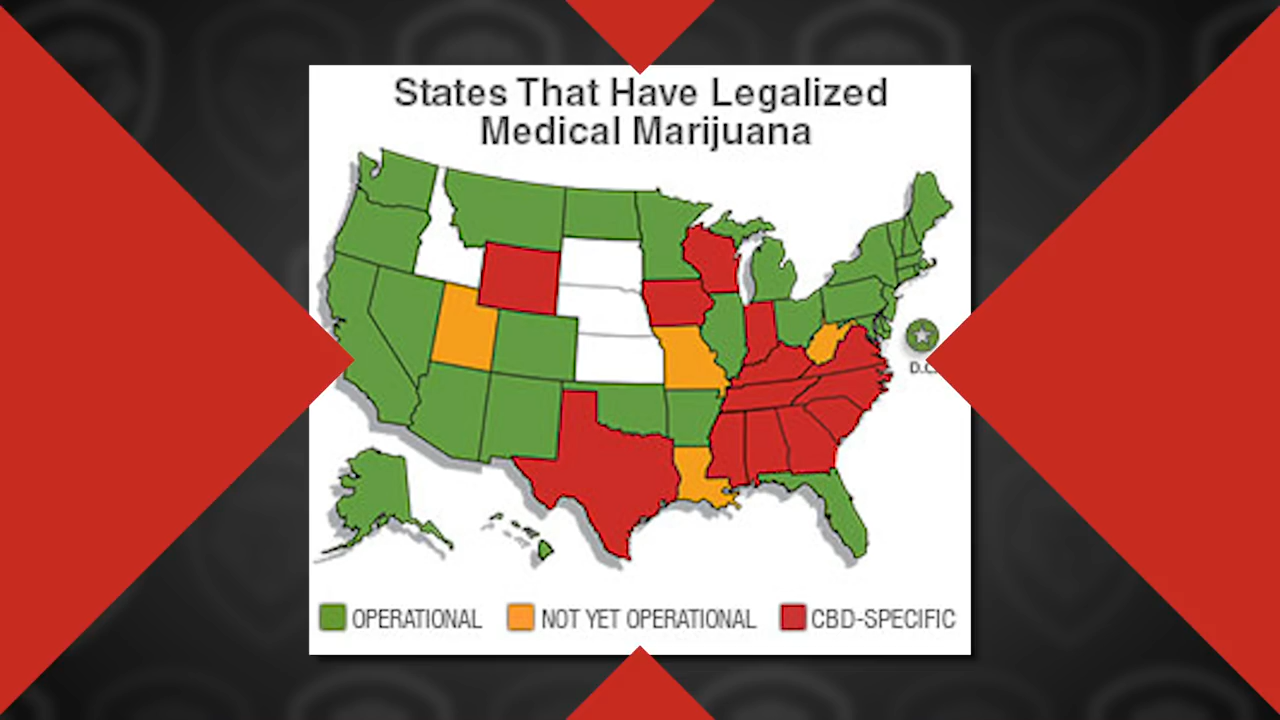 States That Have Legalized
Medical Marijuana
D.C.
OPERATIONAL NOT YET OPERATIONAL CBD-SPECIFIC